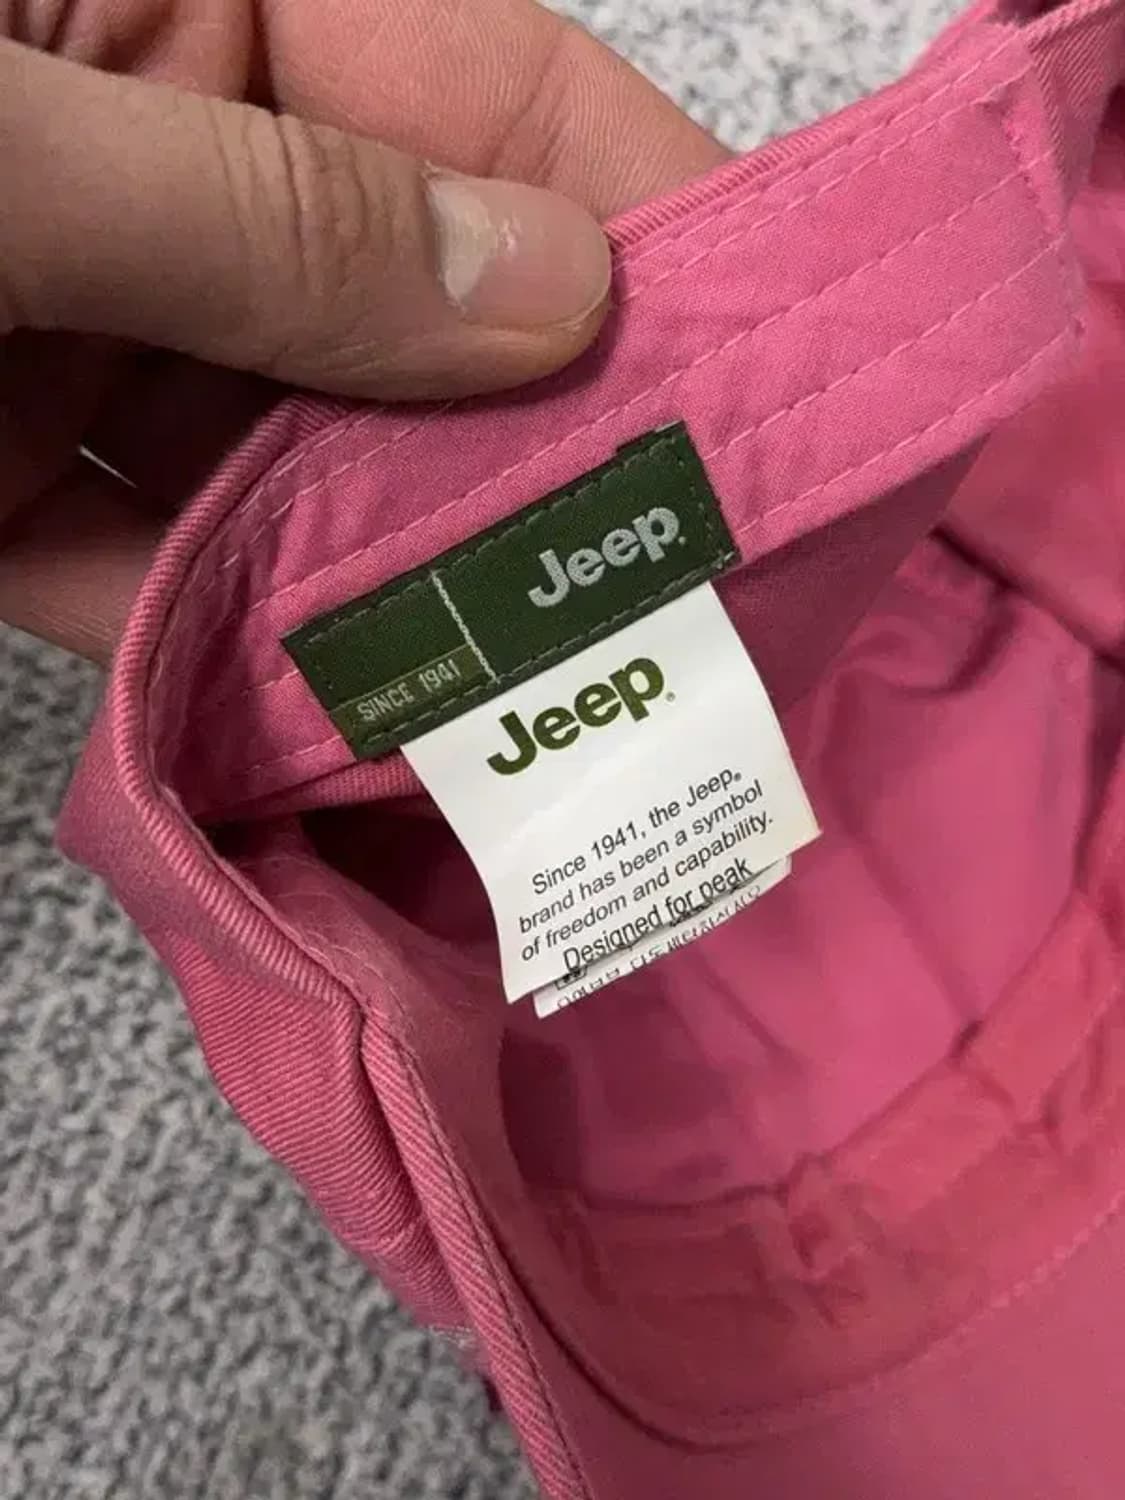 Jeep.
SINCE 1941
Jeep®
Since 1941, the Jeep®
brand has been a symbol
of freedom and capability.
Designed for peak